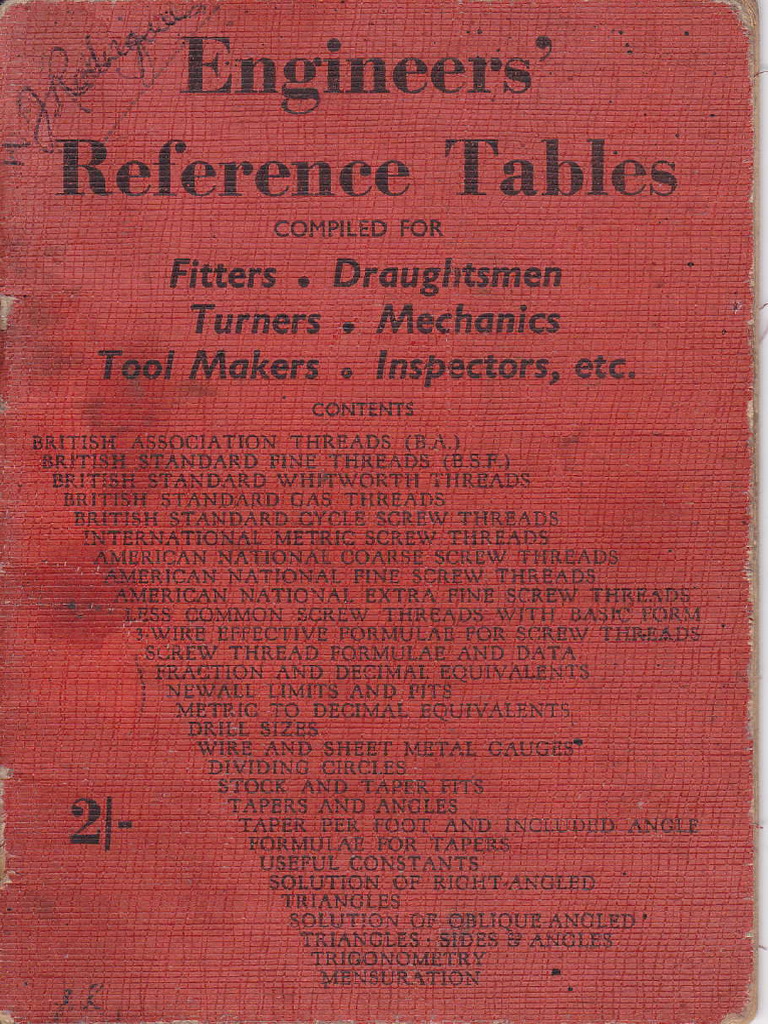 Engineers'
Reference Tables
COMPILED FOR
Fitters . Draughtsmen
Turners . Mechanics
Tool Makers . Inspectors, etc.
CONTENTS
BRITISH ASSOCIATION THREADS (B.A.)
BRITISH STANDARD FINE THREADS (B.S.F.)
BRITISH STANDARD WHITWORTH THREADS
BRITISH STANDARD GAS THREADS
BRITISH STANDARD CYCLE SCREW THREADS
INTERNATIONAL METRIC SCREW THREADS
AMERICAN NATIONAL COARSE SCREW THREADS
AMERICAN NATIONAL FINE SCREW THREADS
AMERICAN NATIONAL EXTRA FINE SCREW THREADS
LESS COMMON SCREW THREADS WITH BASIC FORM
3-WIRE EFFECTIVE FORMULAE FOR SCREW THREADS
SCREW THREAD FORMULAE AND DATA
FRACTION AND DECIMAL EQUIVALENTS
NEWALL LIMITS AND FITS
METRIC TO DECIMAL EQUIVALENTS
DRILL SIZES
WIRE AND SHEET METAL GAUGES
DIVIDING CIRCLES
STOCK AND TAPER FITS
TAPERS AND ANGLES
2/-
TAPER PER FOOT AND INCLUDED ANGLE
FORMULAE FOR TAPERS
USEFUL CONSTANTS
SOLUTION OF RIGHT-ANGLED
TRIANGLES
SOLUTION OF OBLIQUE ANGLED
TRIANGLES: SIDES & ANGLES
TRIGONOMETRY
MENSURATION